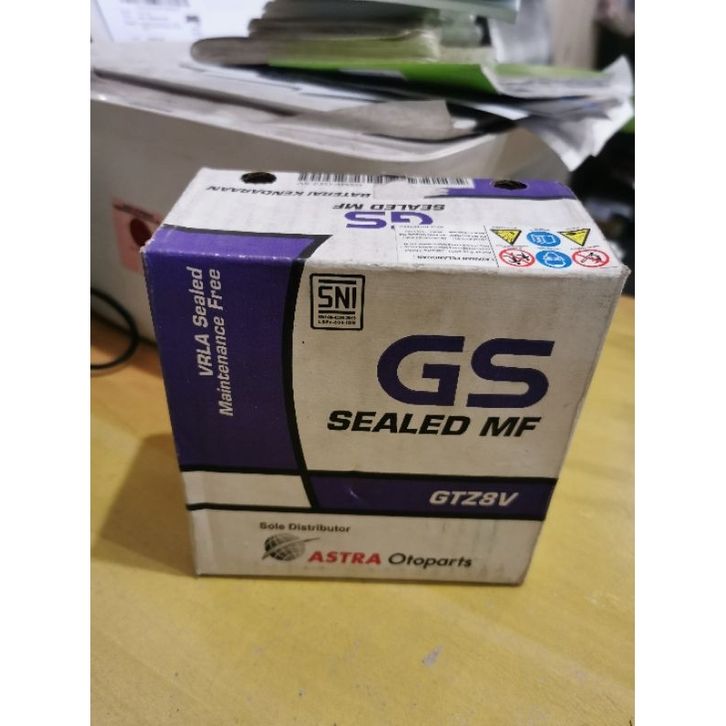 BATERAI KENDARAAN
SEALED MF
GS
VRLA Sealed
Maintenance Free
SNI
GS
SEALED MF
GTZ8V
Sole Distributor
ASTRA Otoparts